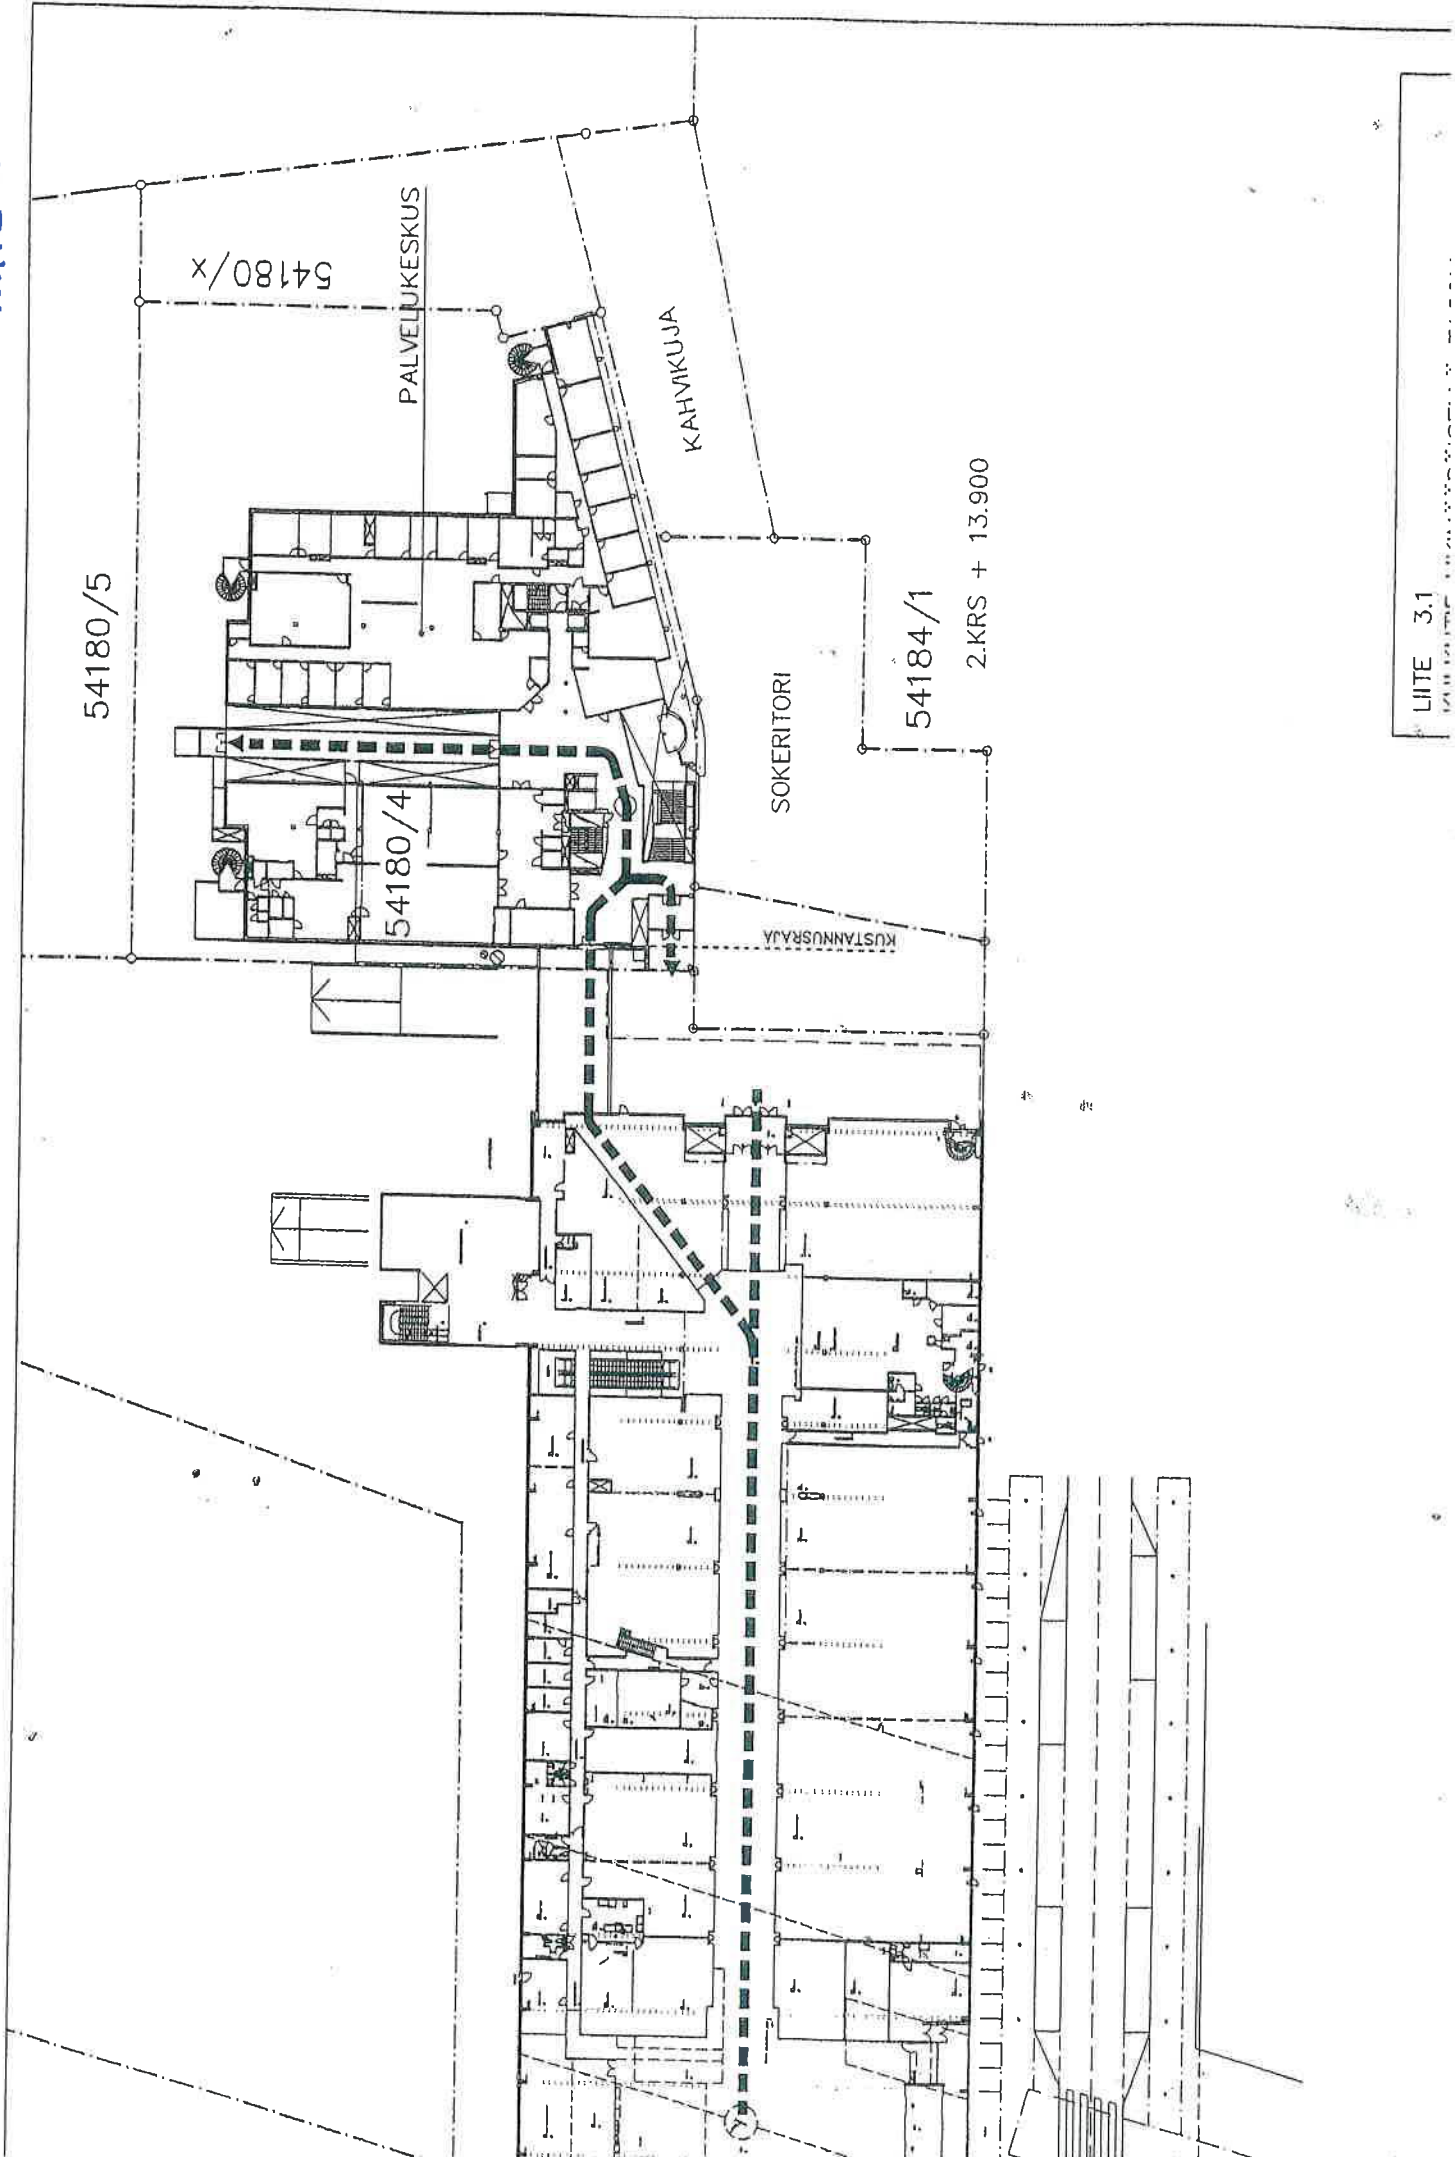 54180/x
PALVELUKESKUS
54180/5
KAHVIKUJA
54180/4
SOKERITORI
54184/1
2.KRS + 13.900
KUSTANNUSRAJA
LIITE 3.1